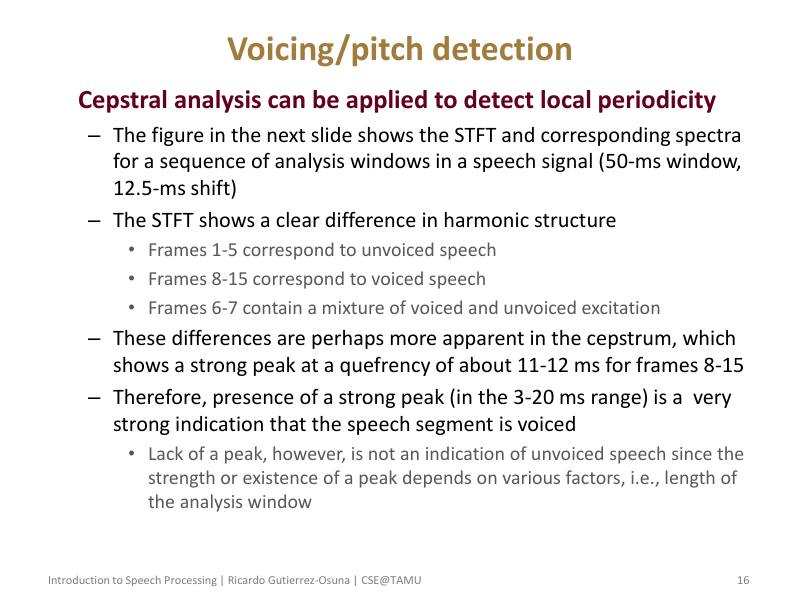 Voicing/pitch detection
Cepstral analysis can be applied to detect local periodicity
– The figure in the next slide shows the STFT and corresponding spectra
for a sequence of analysis windows in a speech signal (50-ms window,
12.5-ms shift)
– The STFT shows a clear difference in harmonic structure
• Frames 1-5 correspond to unvoiced speech
• Frames 8-15 correspond to voiced speech
• Frames 6-7 contain a mixture of voiced and unvoiced excitation
– These differences are perhaps more apparent in the cepstrum, which
shows a strong peak at a quefrency of about 11-12 ms for frames 8-15
– Therefore, presence of a strong peak (in the 3-20 ms range) is a  very
strong indication that the speech segment is voiced
• Lack of a peak, however, is not an indication of unvoiced speech since the
strength or existence of a peak depends on various factors, i.e., length of
the analysis window
Introduction to Speech Processing | Ricardo Gutierrez-Osuna | CSE@TAMU 16